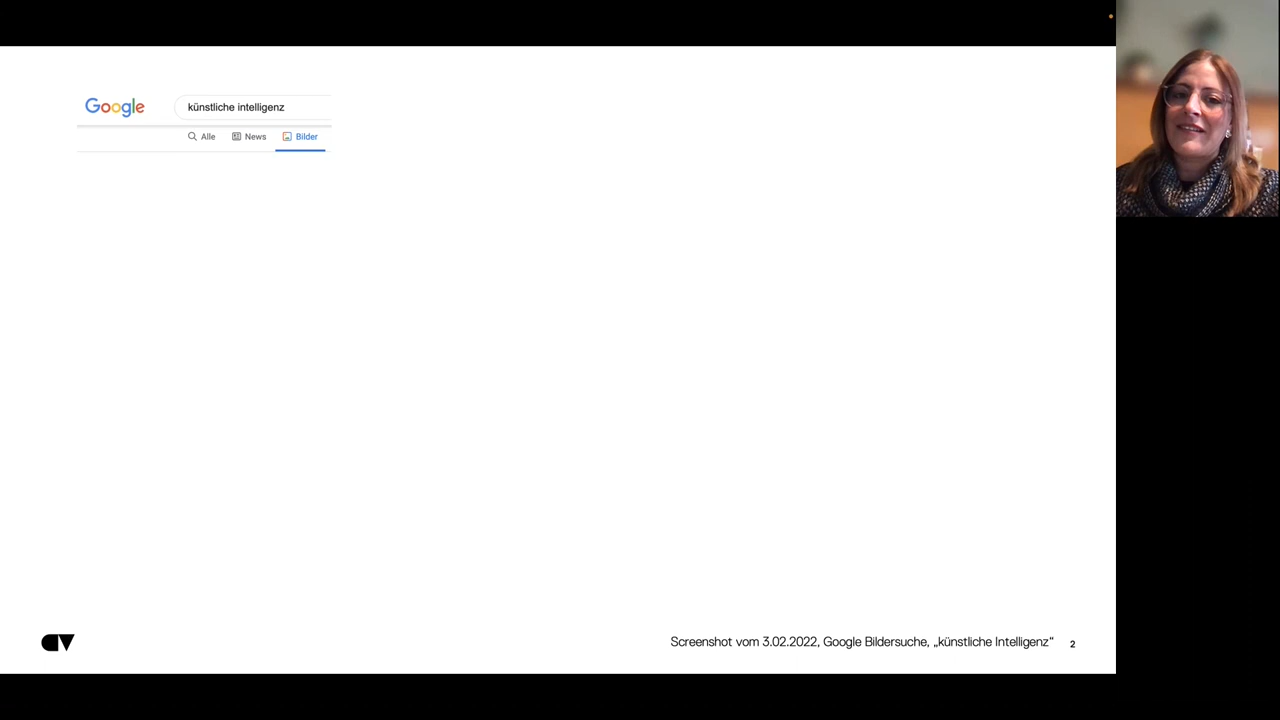 Google
künstliche intelligenz
Alle News Bilder
Screenshot vom 3.02.2022, Google Bildersuche, „künstliche Intelligenz“ 2